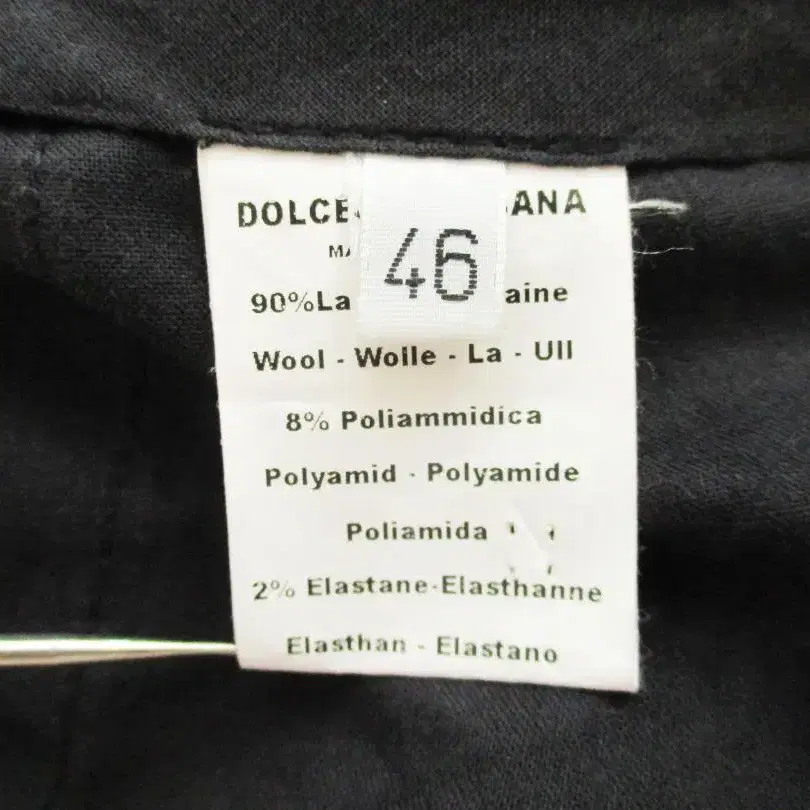 DOLCE
ANA
46
90%La
aine
Wool - Wolle - La - Ull
8% Poliammidica
Polyamid - Polyamide
Poliamida
2% Elastane-Elasthanne
Elasthan - Elastano